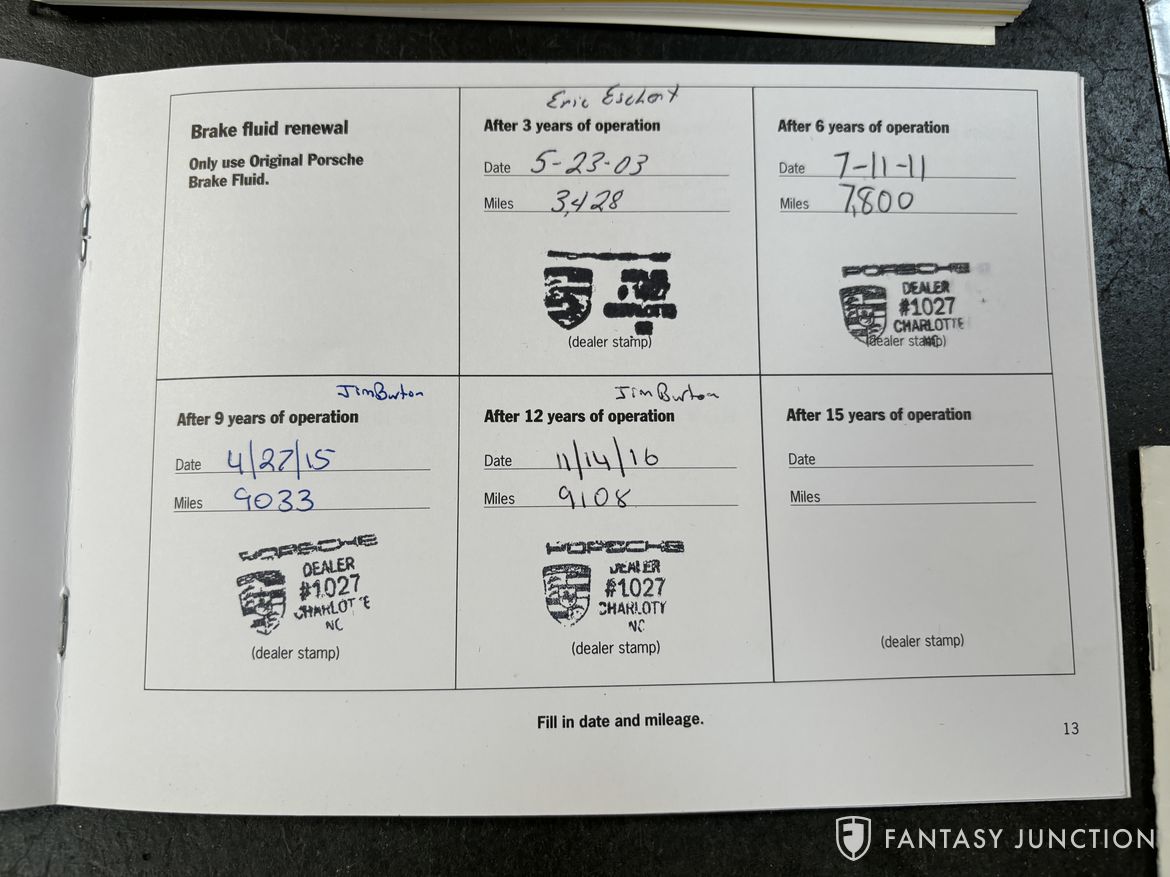 Brake fluid renewal
Only use Original Porsche
Brake Fluid.
Eric
After 3 years of operation
Date 5-23-03
Miles 3,428
(dealer stamp)
After 6 years of operation
Date 7-11-11
Miles 7,800
PORSCHE
DEALER
#1027
CHARLOTTE
(dealer stamp)
Jim Burton
After 9 years of operation
Date 4/27/15
Miles 9033
PORSCHE
DEALER
#1027
CHARLOTTE
NC
(dealer stamp)
Jim Burton
After 12 years of operation
Date 11/14/16
Miles 9108
PORSCHE
DEALER
#1027
CHARLOTT
NC
(dealer stamp)
After 15 years of operation
Date
Miles
(dealer stamp)
Fill in date and mileage.
13
FANTASY JUNCTION